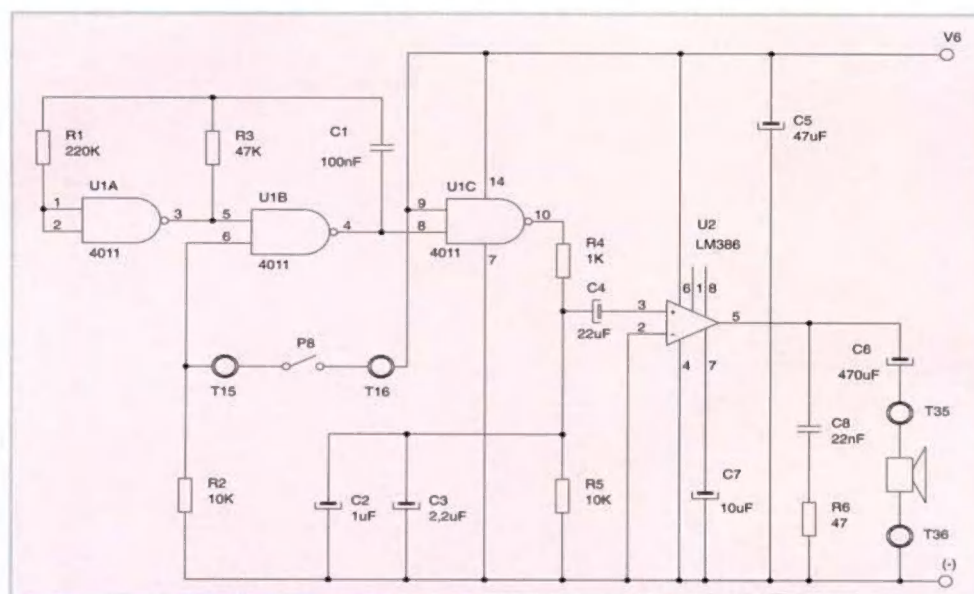 V6
R1
220K
R3
47K
C1
100nF
C5
47uF
U1A
1
2
3
4011
U1B
5
6
4
4011
U1C
14
9
8
10
4011
7
R4
1K
C4
22uF
U2
LM386
6
1
8
3
2
5
4
7
P8
T15
T16
C6
470uF
T35
C8
22nF
R2
10K
C2
1uF
C3
2,2uF
R5
10K
C7
10uF
R6
47
T36
(-)